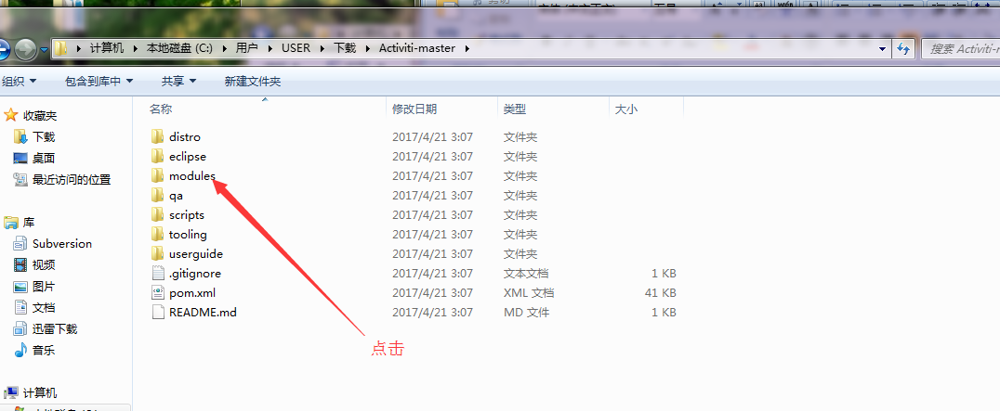 计算机 本地磁盘 (C:) 用户 USER 下载 Activiti-master 搜索 Activiti-r
组织 包含到库中 共享 新建文件夹
名称 修改日期 类型 大小
收藏夹
下载
桌面
最近访问的位置
库
Subversion
视频
图片
文档
迅雷下载
音乐
计算机
distro 2017/4/21 3:07 文件夹
eclipse 2017/4/21 3:07 文件夹
modules 2017/4/21 3:07 文件夹
qa 2017/4/21 3:07 文件夹
scripts 2017/4/21 3:07 文件夹
tooling 2017/4/21 3:07 文件夹
userguide 2017/4/21 3:07 文件夹
.gitignore 2017/4/21 3:07 文本文档 1 KB
pom.xml 2017/4/21 3:07 XML 文档 41 KB
README.md 2017/4/21 3:07 MD 文件 1 KB
点击